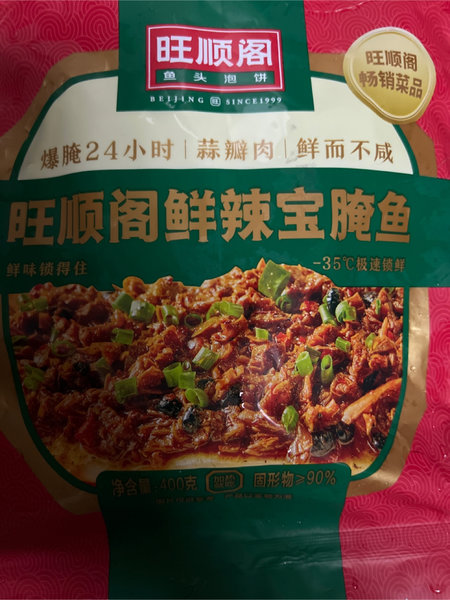 旺顺阁
鱼头泡饼
BEIJING 旺 SINCE1999
旺顺阁
畅销菜品
爆腌24小时 | 蒜瓣肉 | 鲜而不咸
旺顺阁鲜辣宝腌鱼
鲜味锁得住
-35℃极速锁鲜
净含量:400克
固形物≥90%